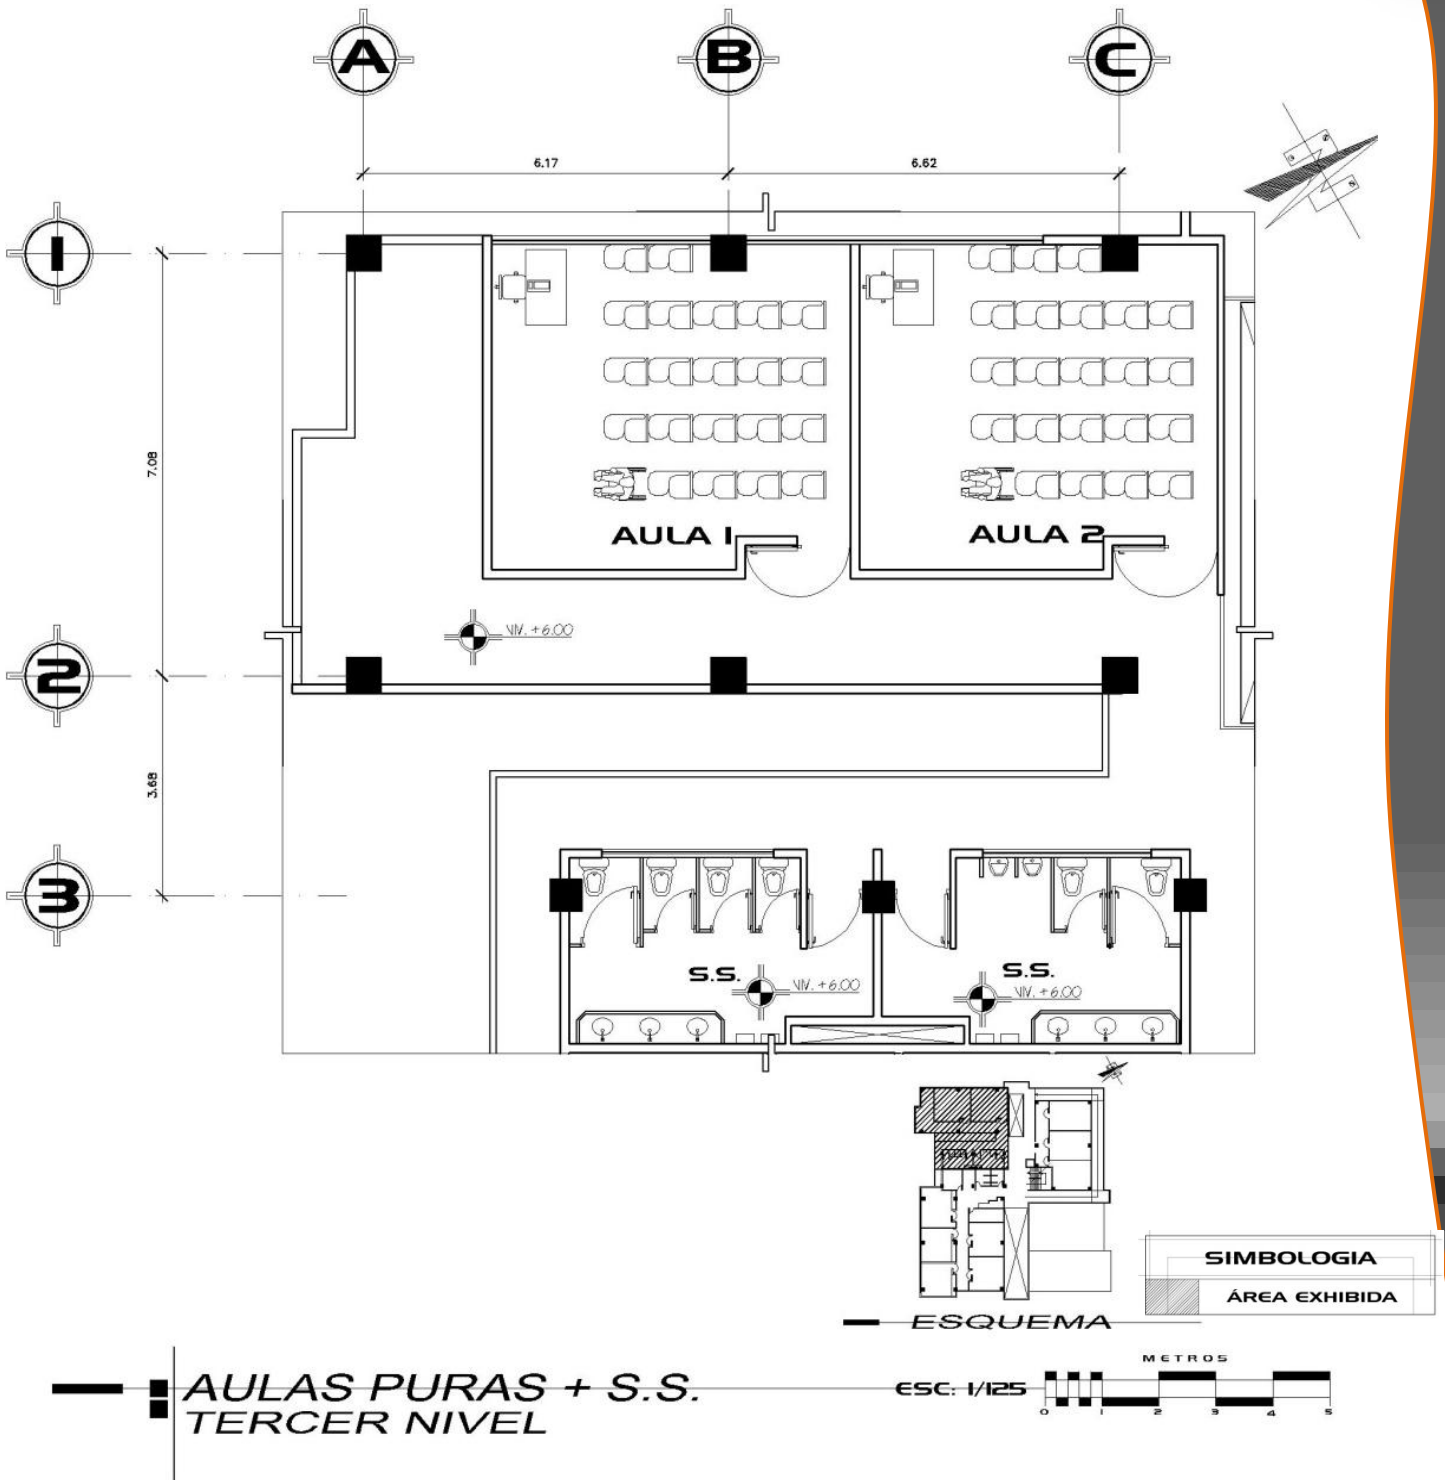 A
B
C
6.17
6.62
1
7.08
AULA 1
AULA 2
NIV. +6.00
2
3.68
3
S.S.
NIV. +6.00
S.S.
NIV. +6.00
SIMBOLOGIA
ÁREA EXHIBIDA
ESQUEMA
METROS
AULAS PURAS + S.S.
ESC: 1/125
0 1 2 3 4 5
TERCER NIVEL